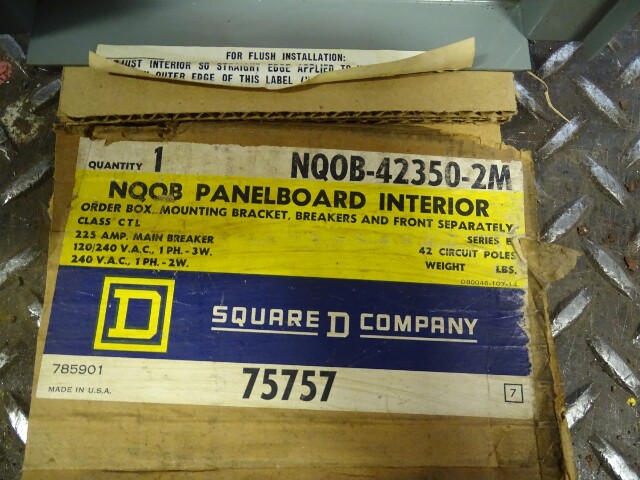 FOR FLUSH INSTALLATION:
INTERIOR SO STRAIGHT EDGE APPLIED TO
OUTER EDGE OF THIS LABEL
QUANTITY 1 NQOB-42350-2M
NQOB PANELBOARD INTERIOR
ORDER BOX, MOUNTING BRACKET, BREAKERS AND FRONT SEPARATELY
CLASS CTL SERIES E
225 AMP. MAIN BREAKER 42 CIRCUIT POLES
120/240 V.A.C., 1 PH. - 3W. WEIGHT LBS.
240 V.A.C., 1 PH. - 2W.
D80046-107-14
D SQUARE D COMPANY
785901
75757
MADE IN U.S.A. 7